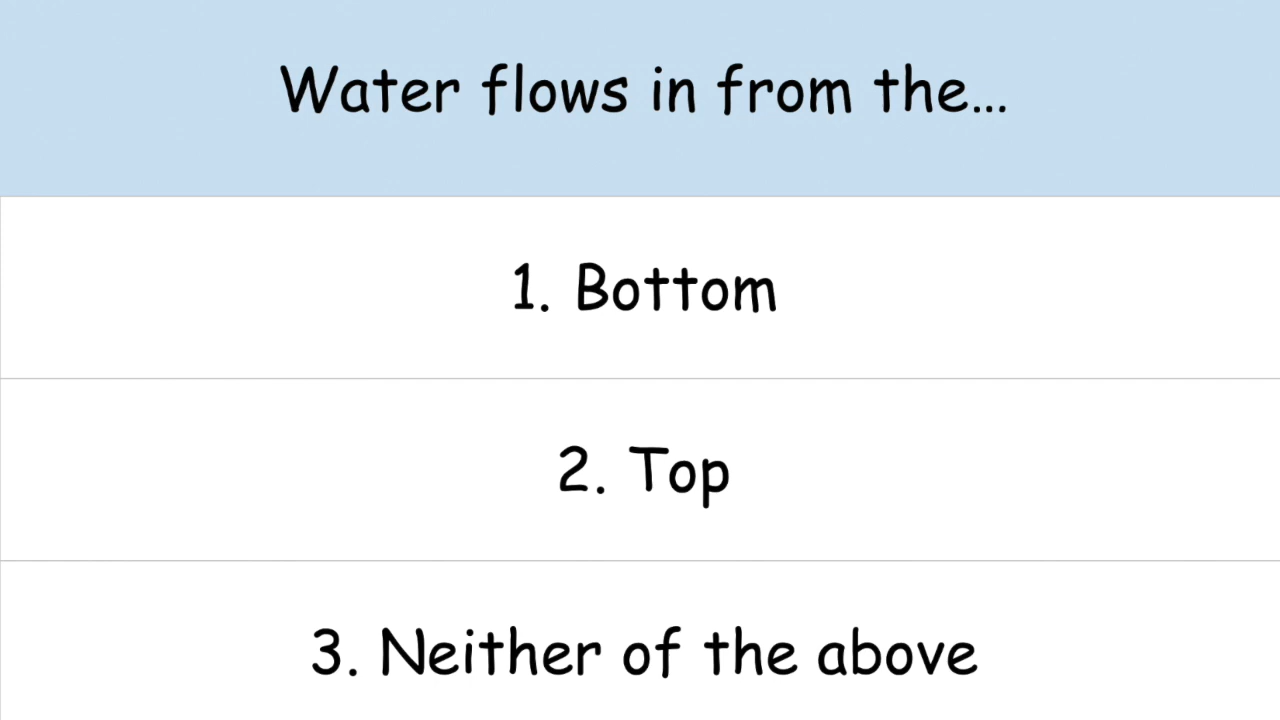 Water flows in from the...
1. Bottom
2. Top
3. Neither of the above